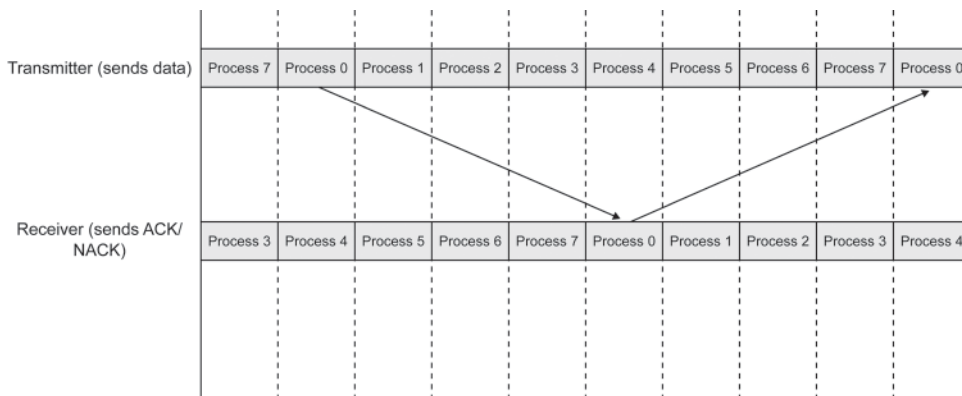 Transmitter (sends data)
Process 7 Process 0 Process 1 Process 2 Process 3 Process 4 Process 5 Process 6 Process 7 Process 0
Receiver (sends ACK/
NACK)
Process 3 Process 4 Process 5 Process 6 Process 7 Process 0 Process 1 Process 2 Process 3 Process 4